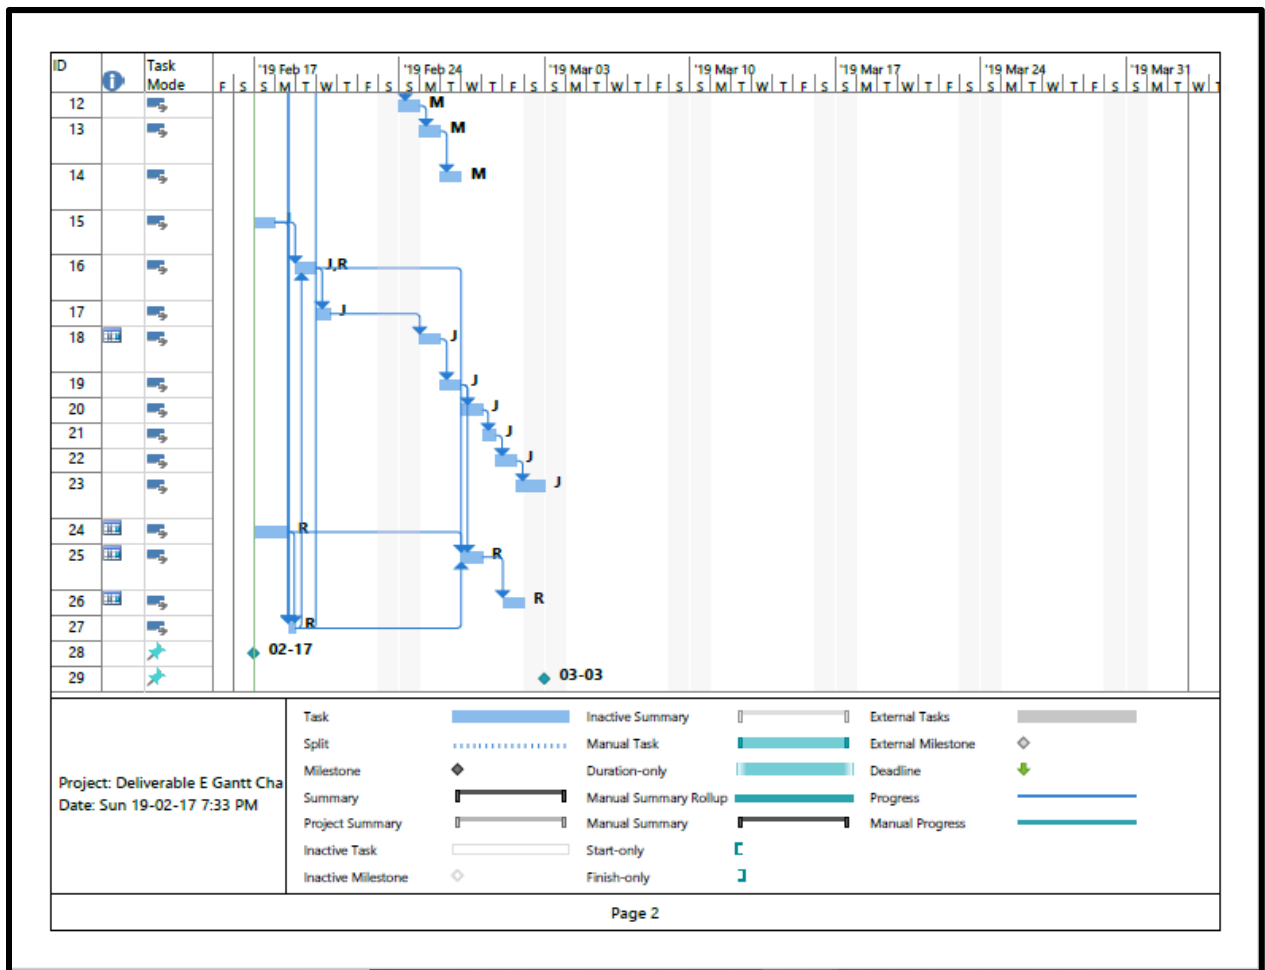 ID Task Mode '19 Feb 17 '19 Feb 24 '19 Mar 03 '19 Mar 10 '19 Mar 17 '19 Mar 24 '19 Mar 31
F S S M T W T F S S M T W T F S S M T W T F S S M T W T F S S M T W T F S S M T W T F S S M T W T
12 M
13 M
14 M
15
16 J,R
17 J
18 J
19 J
20 J
21 J
22 J
23 J
24 R
25 R
26 R
27 R
28 02-17
29 03-03
Project: Deliverable E Gantt Cha
Date: Sun 19-02-17 7:33 PM
Task Inactive Summary External Tasks
Split Manual Task External Milestone
Milestone Duration-only Deadline
Summary Manual Summary Rollup Progress
Project Summary Manual Summary Manual Progress
Inactive Task Start-only
Inactive Milestone Finish-only
Page 2